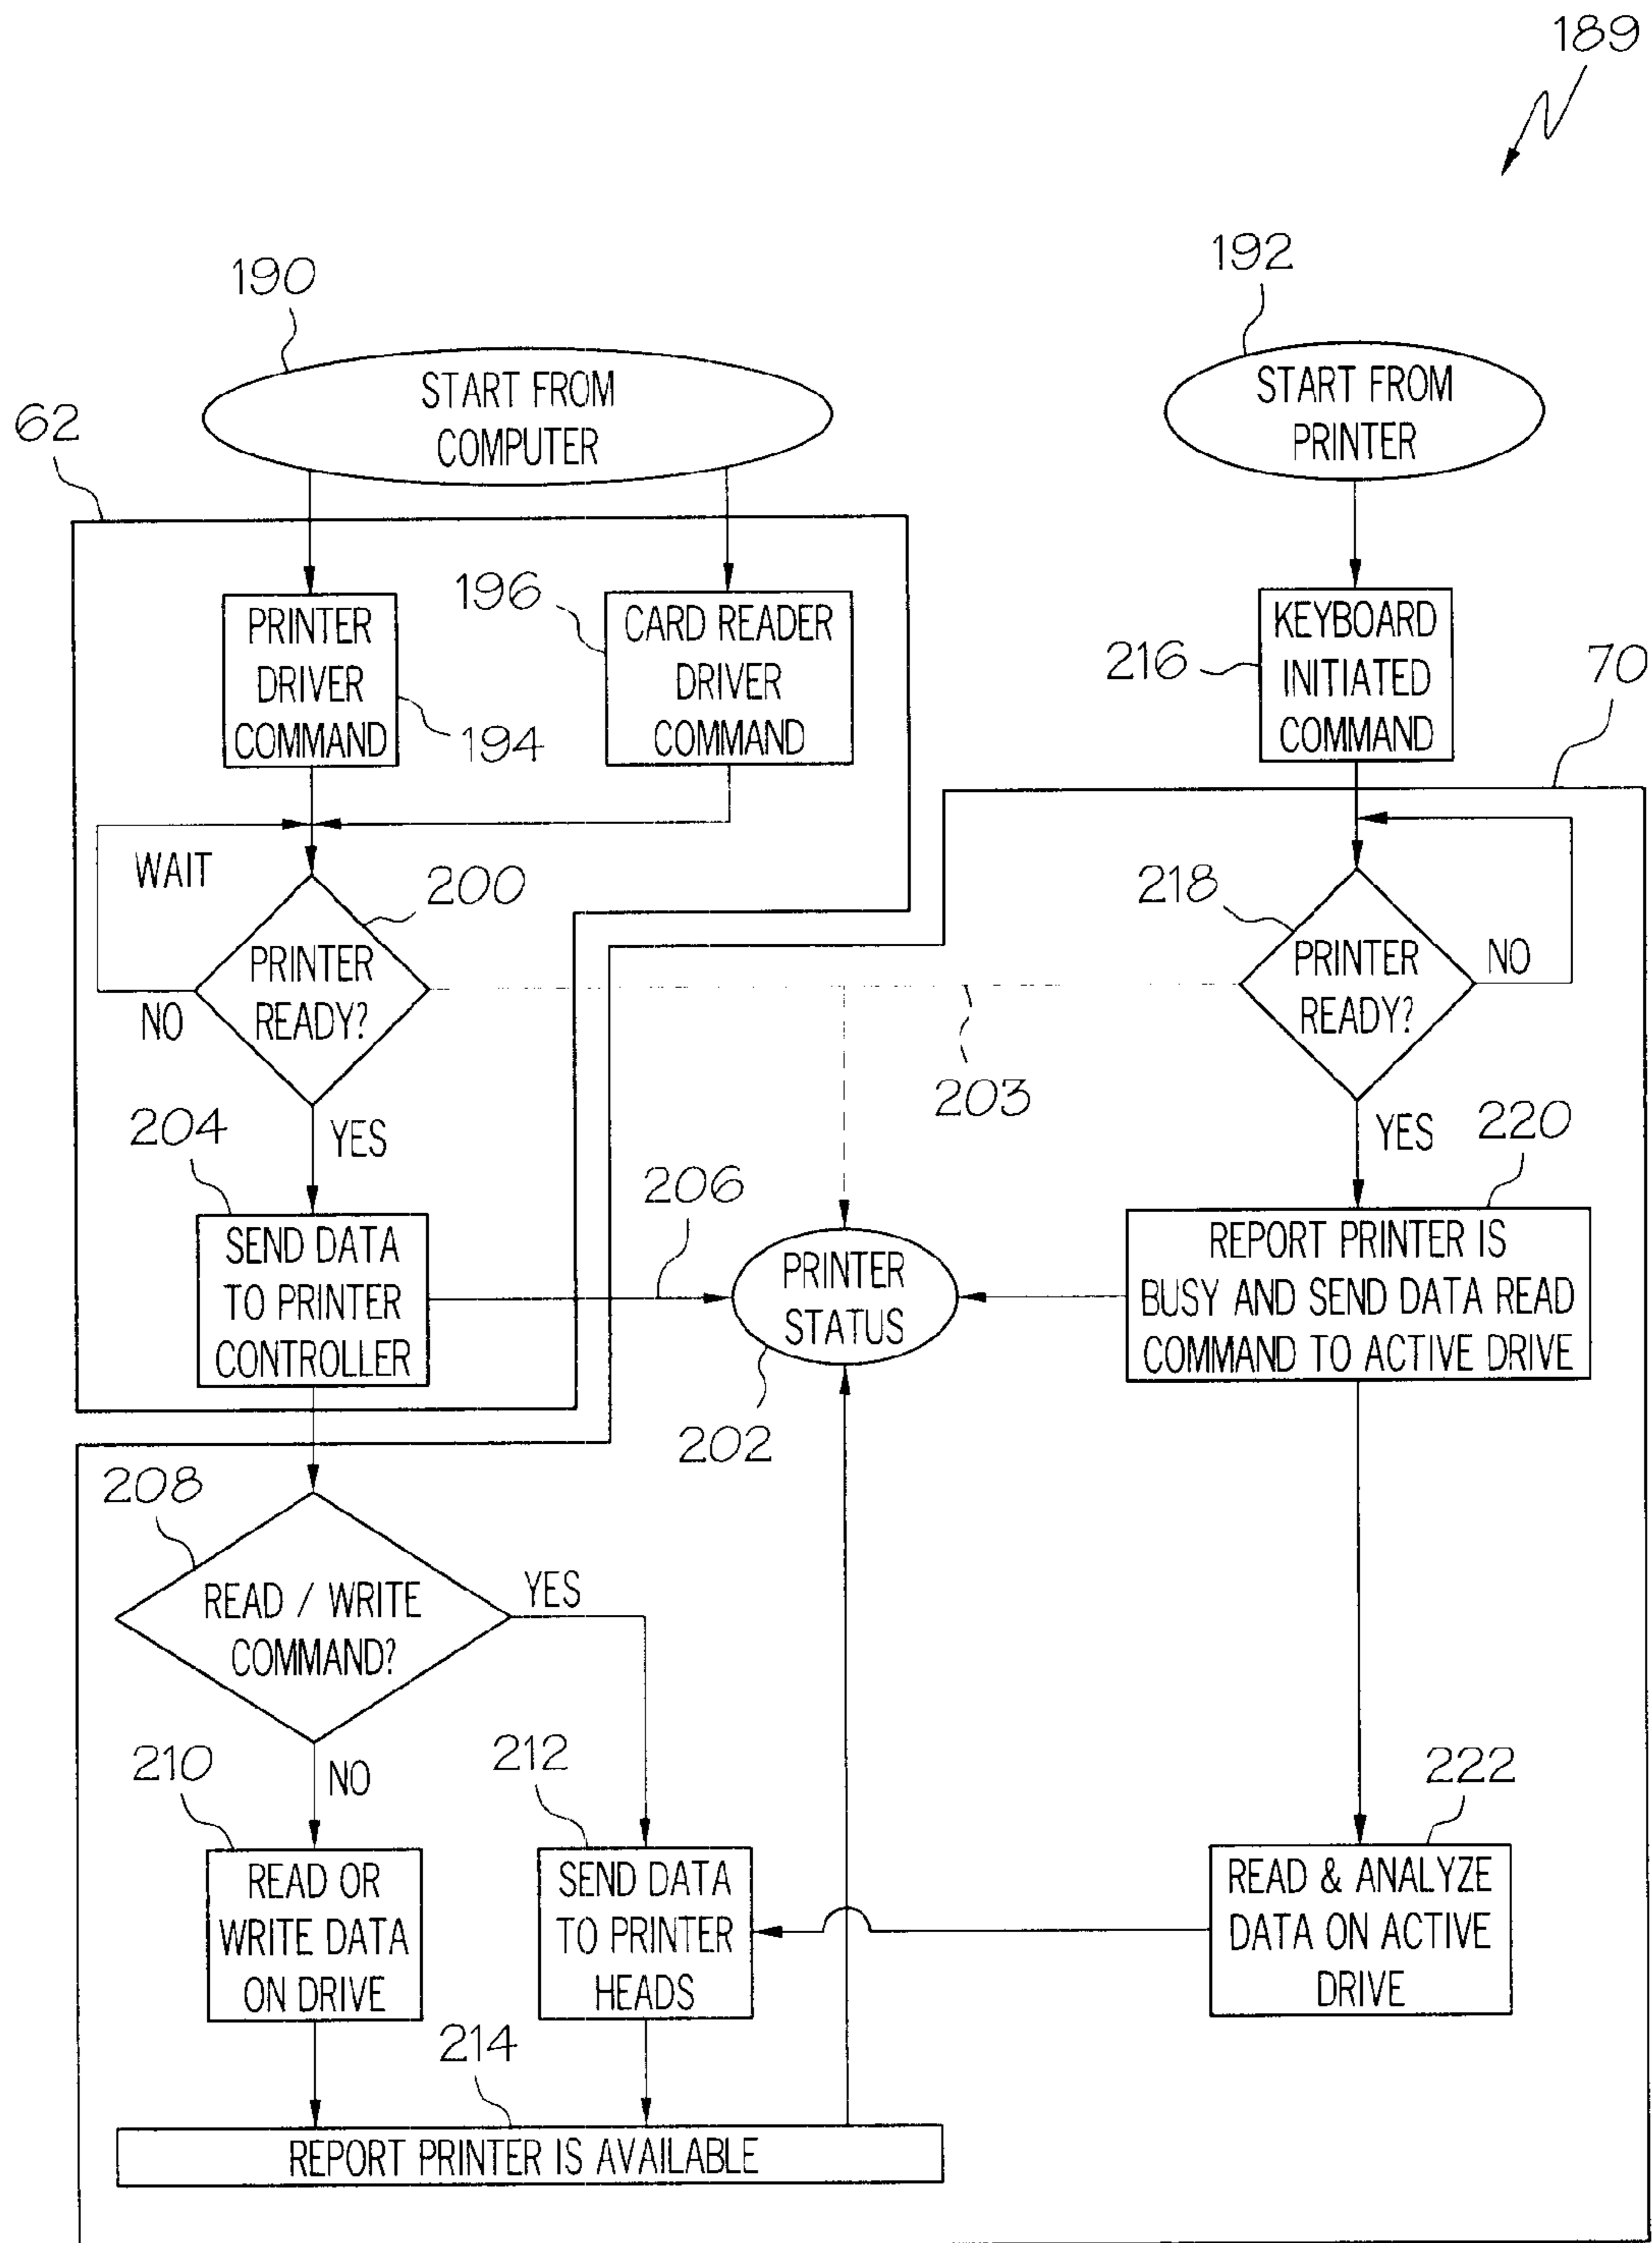 189
190
START FROM
COMPUTER
192
START FROM
PRINTER
62
PRINTER
DRIVER
COMMAND
194
196
CARD READER
DRIVER
COMMAND
216
KEYBOARD
INITIATED
COMMAND
70
WAIT
200
PRINTER
READY?
NO
YES
218
PRINTER
READY?
NO
YES
203
204
SEND DATA
TO PRINTER
CONTROLLER
206
PRINTER
STATUS
202
220
REPORT PRINTER IS
BUSY AND SEND DATA READ
COMMAND TO ACTIVE DRIVE
208
READ / WRITE
COMMAND?
YES
NO
210
READ OR
WRITE DATA
ON DRIVE
212
SEND DATA
TO PRINTER
HEADS
222
READ & ANALYZE
DATA ON ACTIVE
DRIVE
214
REPORT PRINTER IS AVAILABLE